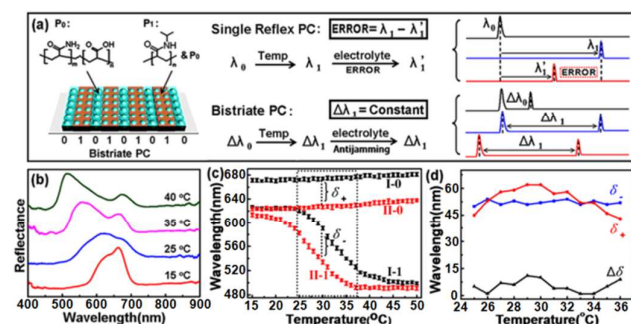 (a)
P₀:
P₁:
& P₀
0 1 0 1 0 1 0
Bistriate PC
Single Reflex PC: ERROR= λ₁ – λ₁'
λ₀ Temp λ₁ electrolyte ERROR λ₁'
Bistriate PC: Δλ₁ = Constant
Δλ₀ Temp Δλ₁ electrolyte Antijamming Δλ₁
λ₀
λ₁
λ₁' ERROR
Δλ₀
Δλ₁
Δλ₁
(b)
Reflectance
40 °C
35 °C
25 °C
15 °C
400 500 600 700 800 900
Wavelength(nm)
(c)
Wavelength(nm)
680
640
600
560
520
480
I-0
δ₊
II-0
δ₋
II-1
I-1
15 20 25 30 35 40 45 50
Temperature(°C)
(d)
Wavelength(nm)
60
45
30
15
0
δ₋
δ₊
Δδ
24 26 28 30 32 34 36
Temperature(°C)